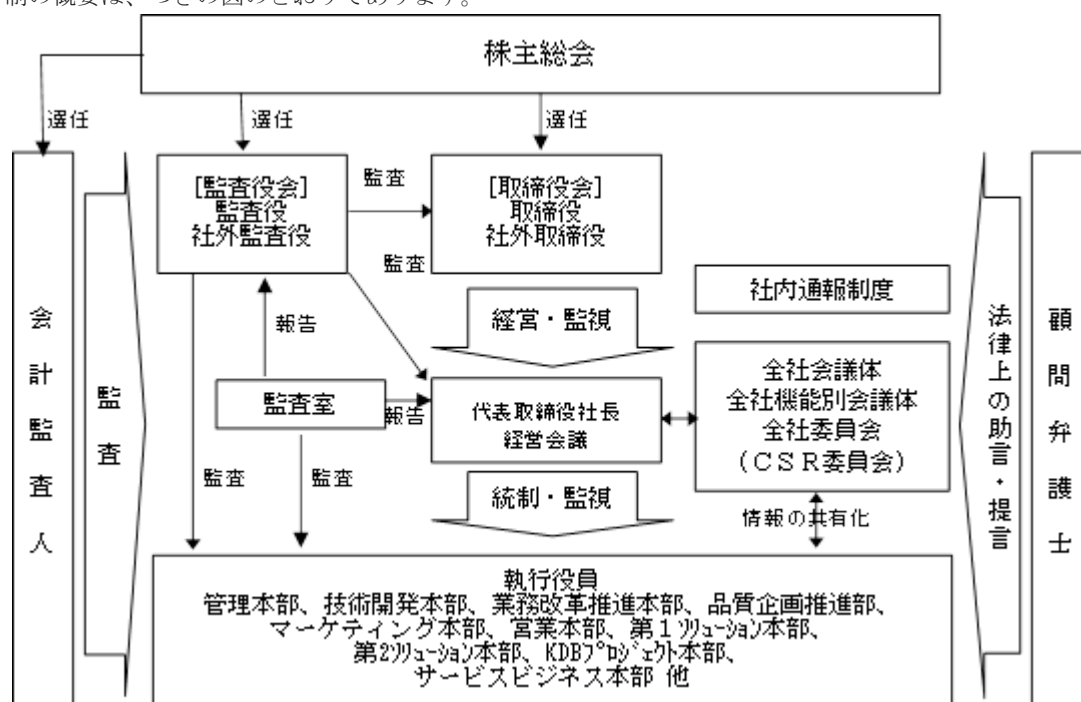 制の概要は、つぎの図のとおりであります。
株主総会
選任
選任
選任
[監査役会]
監査役
社外監査役
監査
[取締役会]
取締役
社外取締役
監査
社内通報制度
経営・監視
報告
会計監査人
監査
監査室
報告
代表取締役社長
経営会議
全社会議体
全社機能別会議体
全社委員会
(CSR委員会)
法律上の助言・提言
顧問弁護士
監査
監査
統制・監視
情報の共有化
執行役員
管理本部、技術開発本部、業務改革推進本部、品質企画推進部、
マーケティング本部、営業本部、第1ソリューション本部、
第2ソリューション本部、KDBプロジェクト本部、
サービスビジネス本部 他